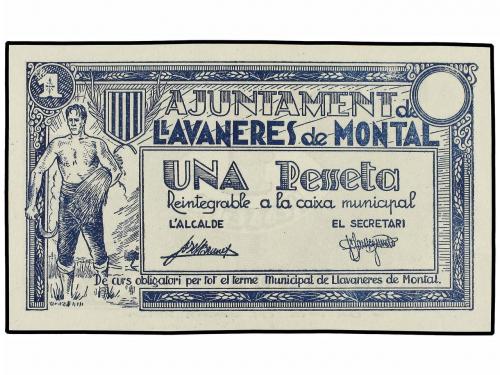 1
AJUNTAMENT de
LLAVANERES de MONTAL
UNA Pesseta
Reintegrable a la caixa municipal
L'ALCALDE EL SECRETARI
De curs obligatori per tot el terme Municipal de Llavaneres de Montal.